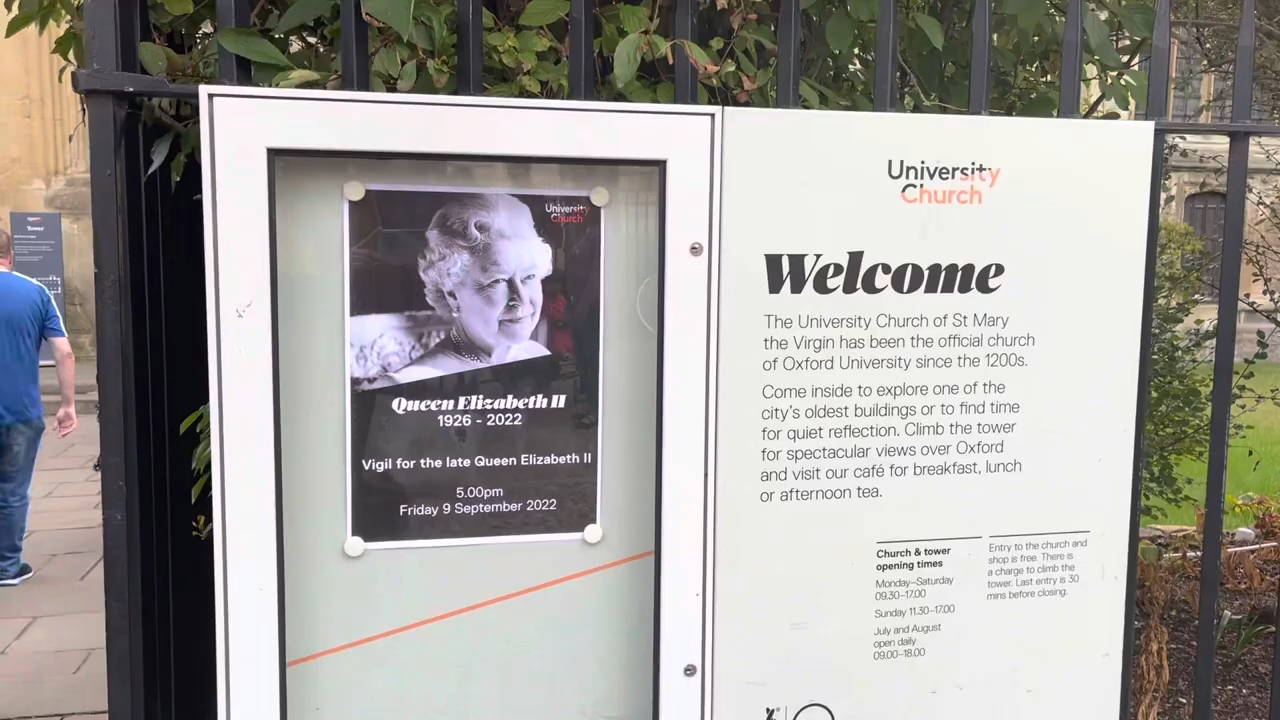 Tower
University
Church
Queen Elizabeth II
1926 - 2022
Vigil for the late Queen Elizabeth II
5.00pm
Friday 9 September 2022
University
Church
Welcome
The University Church of St Mary
the Virgin has been the official church
of Oxford University since the 1200s.
Come inside to explore one of the
city's oldest buildings or to find time
for quiet reflection. Climb the tower
for spectacular views over Oxford
and visit our café for breakfast, lunch
or afternoon tea.
Church & tower
opening times
Monday–Saturday
09.30–17.00
Sunday 11.30–17.00
July and August
open daily
09.00–18.00
Entry to the church and
shop is free. There is
a charge to climb the
tower. Last entry is 30
mins before closing.